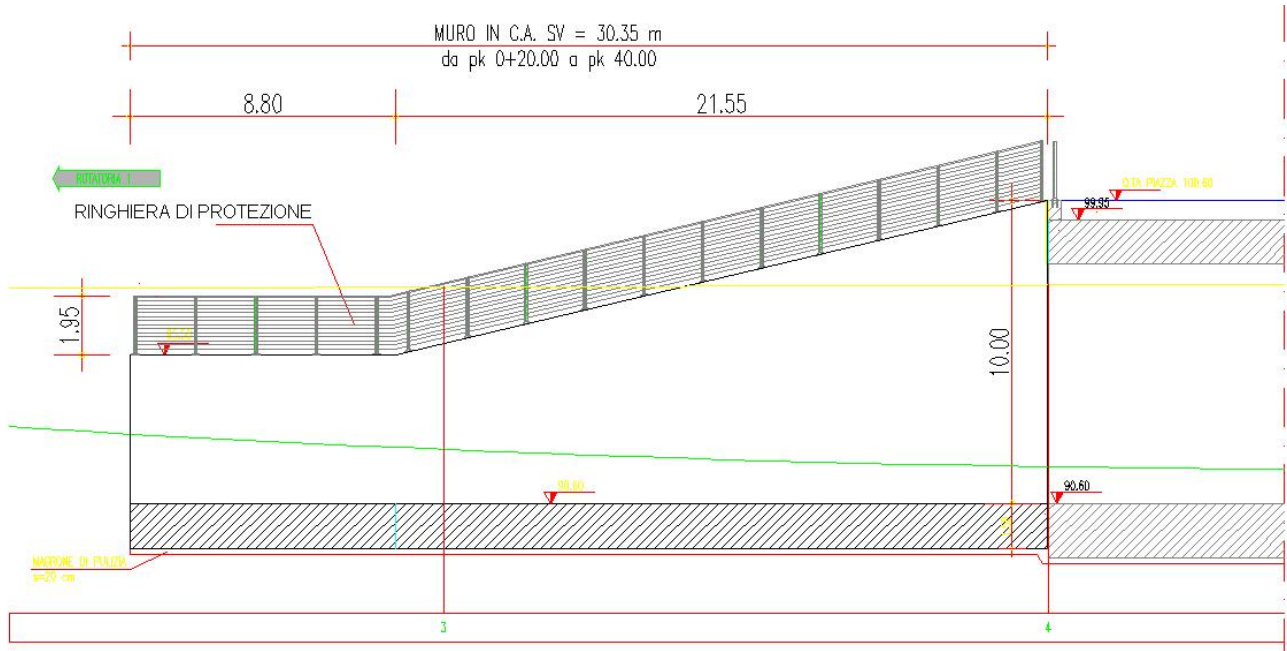 MURO IN C.A. SV = 30.35 m
da pk 0+20.00 a pk 40.00
8.80
21.55
ROTATORIA 1
RINGHIERA DI PROTEZIONE
QTA PIAZZA 100.60
99.95
1.95
10.00
90.60
90.60
MAGRONE DI PULIZIA
s=20 cm
3
4